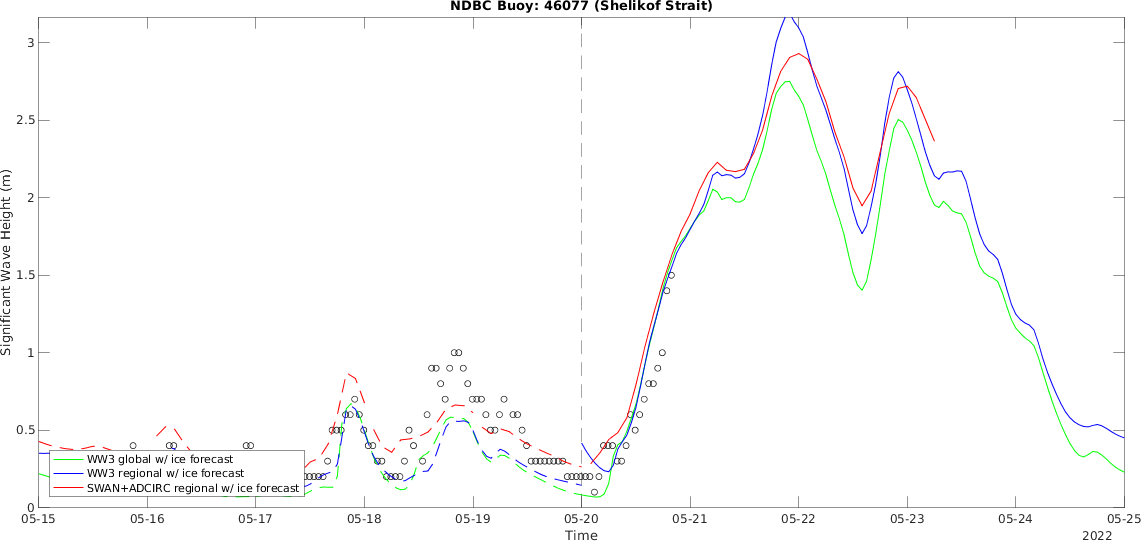 NDBC Buoy: 46077 (Shelikof Strait)
Significant Wave Height (m)
3
2.5
2
1.5
1
0.5
0
WW3 global w/ ice forecast
WW3 regional w/ ice forecast
SWAN+ADCIRC regional w/ ice forecast
05-15 05-16 05-17 05-18 05-19 05-20 05-21 05-22 05-23 05-24 05-25
Time
2022